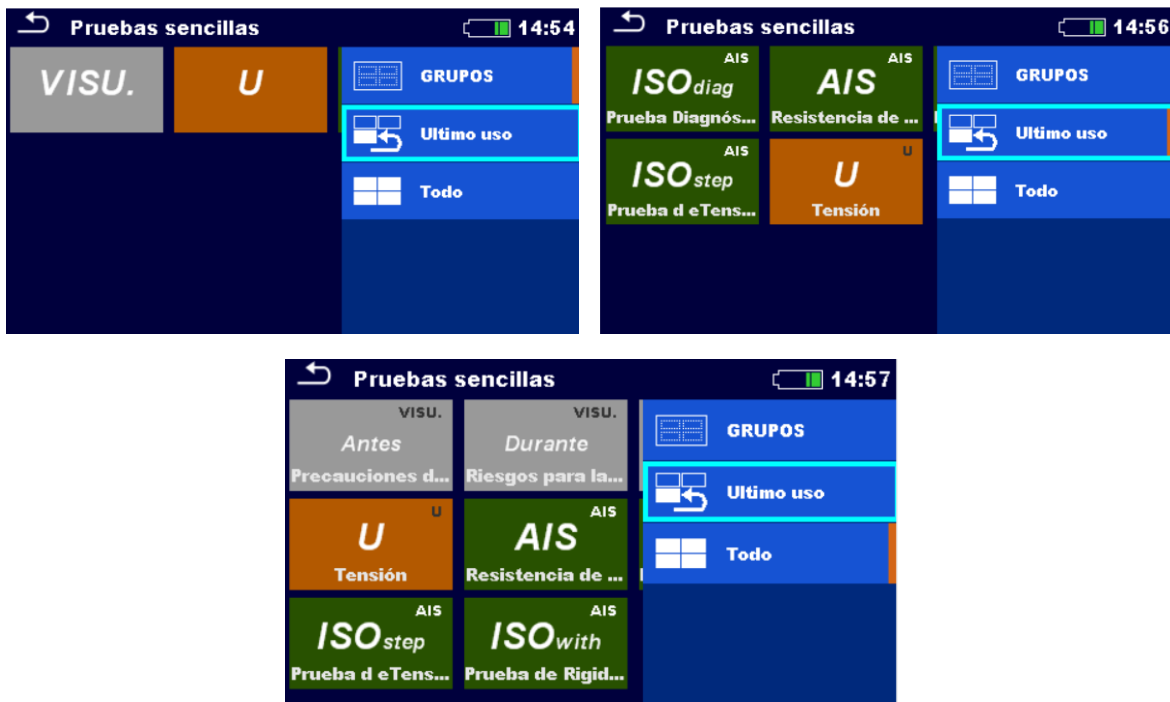 Pruebas sencillas 14:54
VISU.
U
GRUPOS
Ultimo uso
Todo
Pruebas sencillas 14:56
AIS
ISOdiag
Prueba Diagnós...
AIS
AIS
Resistencia de ...
AIS
ISOstep
Prueba d eTens...
U
U
Tensión
GRUPOS
Ultimo uso
Todo
Pruebas sencillas 14:57
VISU.
Antes
Precauciones d...
VISU.
Durante
Riesgos para la...
U
U
Tensión
AIS
AIS
Resistencia de ...
AIS
ISOstep
Prueba d eTens...
AIS
ISOwith
Prueba de Rigid...
GRUPOS
Ultimo uso
Todo